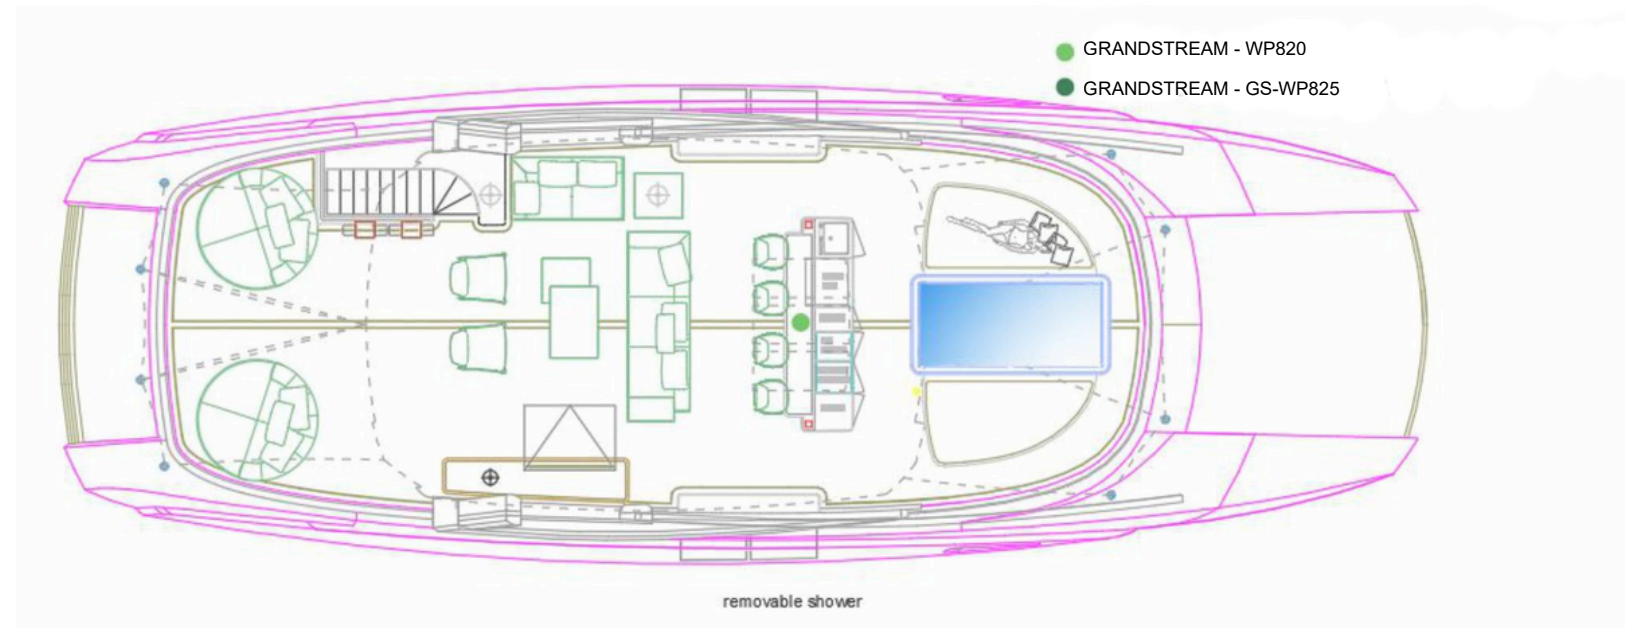 GRANDSTREAM - WP820
GRANDSTREAM - GS-WP825
removable shower